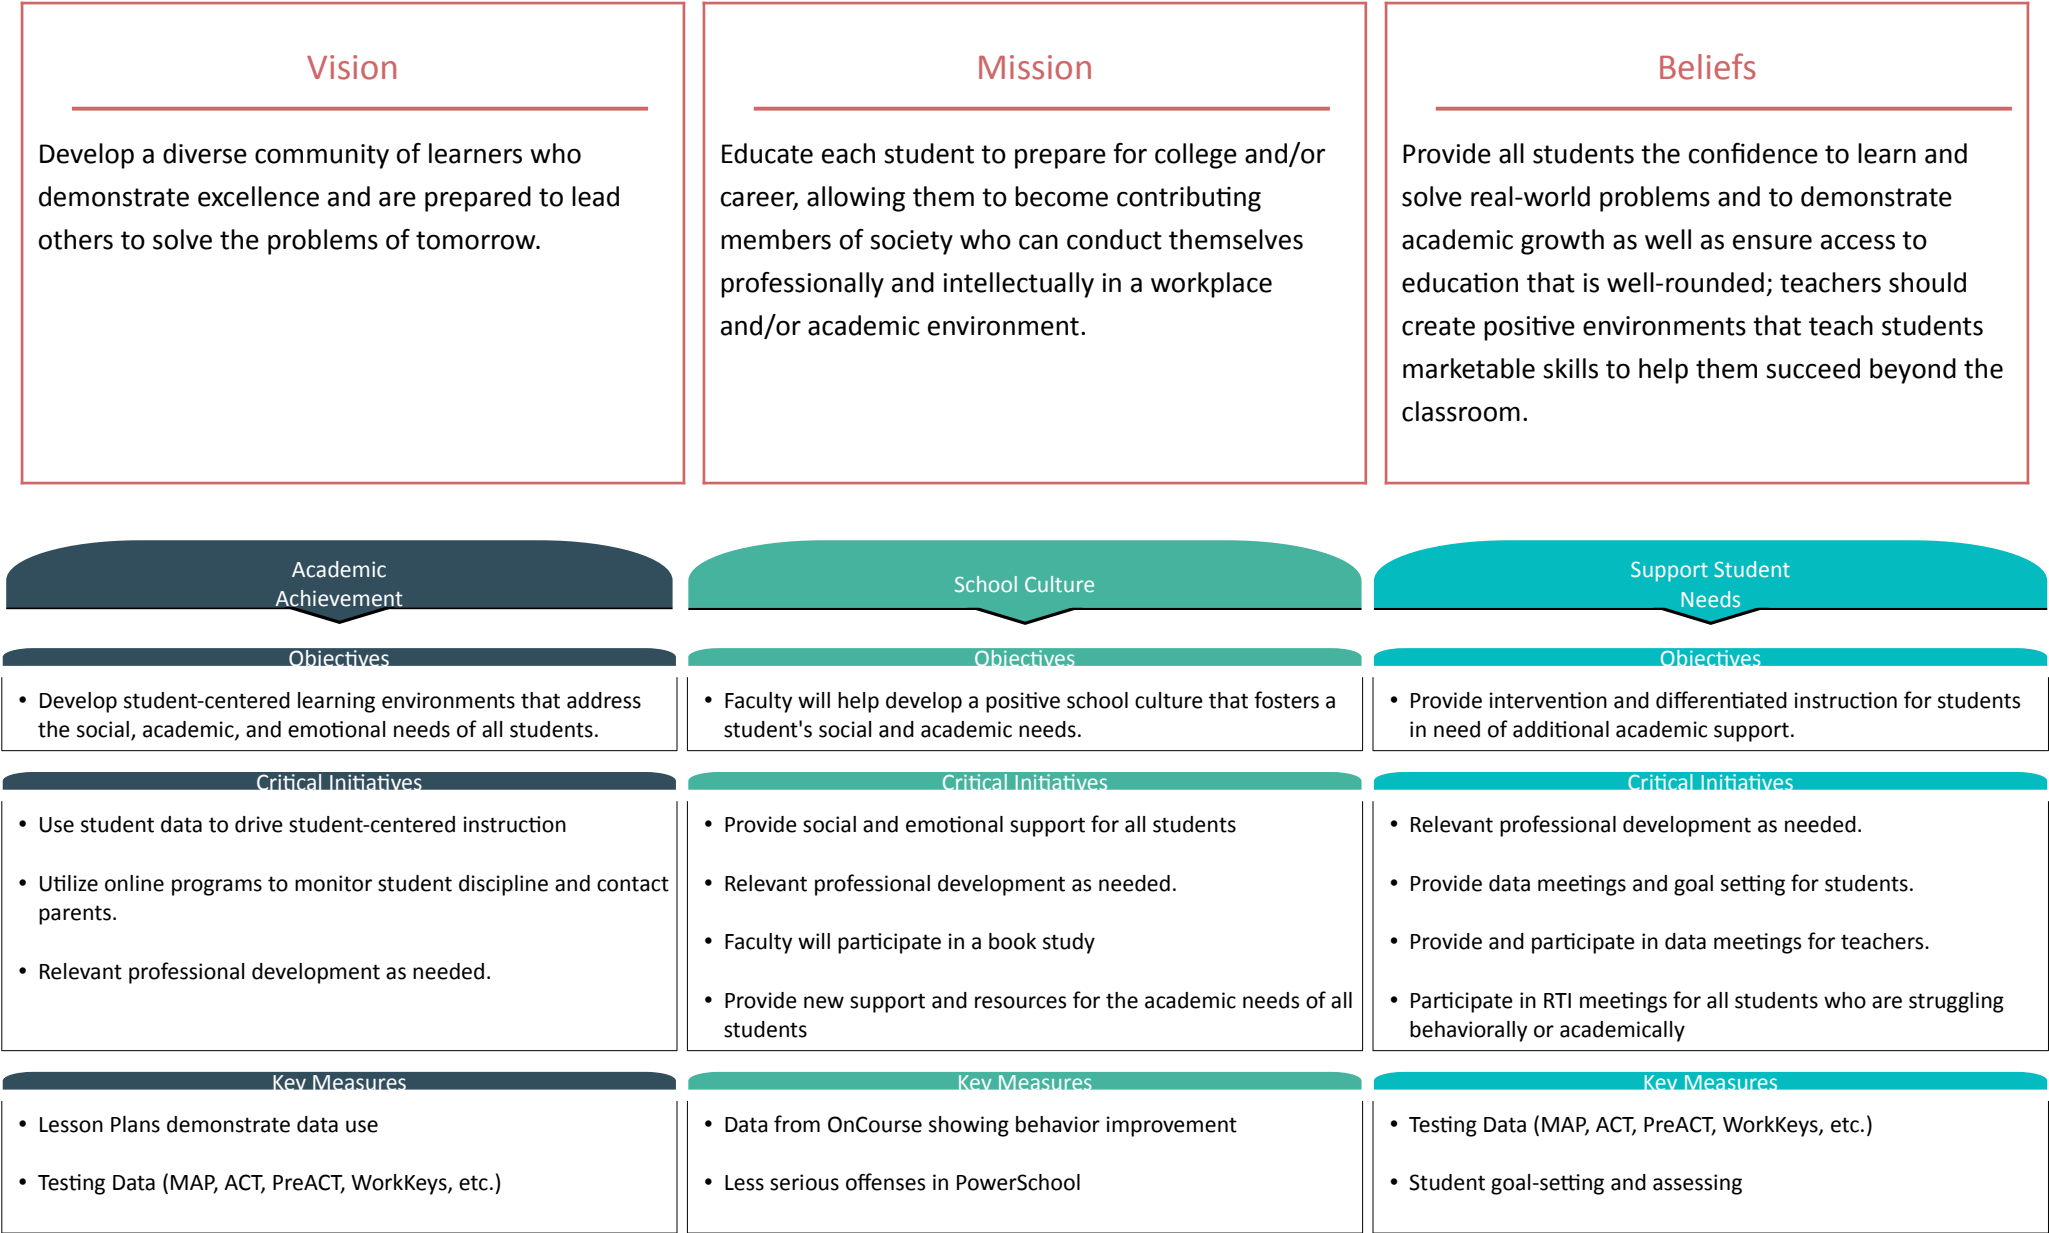 Vision
Develop a diverse community of learners who
demonstrate excellence and are prepared to lead
others to solve the problems of tomorrow.
Mission
Educate each student to prepare for college and/or
career, allowing them to become contributing
members of society who can conduct themselves
professionally and intellectually in a workplace
and/or academic environment.
Beliefs
Provide all students the confidence to learn and
solve real-world problems and to demonstrate
academic growth as well as ensure access to
education that is well-rounded; teachers should
create positive environments that teach students
marketable skills to help them succeed beyond the
classroom.
Academic
Achievement
Objectives
• Develop student-centered learning environments that address
the social, academic, and emotional needs of all students.
Critical Initiatives
• Use student data to drive student-centered instruction
• Utilize online programs to monitor student discipline and contact
parents.
• Relevant professional development as needed.
Key Measures
• Lesson Plans demonstrate data use
• Testing Data (MAP, ACT, PreACT, WorkKeys, etc.)
School Culture
Objectives
• Faculty will help develop a positive school culture that fosters a
student's social and academic needs.
Critical Initiatives
• Provide social and emotional support for all students
• Relevant professional development as needed.
• Faculty will participate in a book study
• Provide new support and resources for the academic needs of all
students
Key Measures
• Data from OnCourse showing behavior improvement
• Less serious offenses in PowerSchool
Support Student
Needs
Objectives
• Provide intervention and differentiated instruction for students
in need of additional academic support.
Critical Initiatives
• Relevant professional development as needed.
• Provide data meetings and goal setting for students.
• Provide and participate in data meetings for teachers.
• Participate in RTI meetings for all students who are struggling
behaviorally or academically
Key Measures
• Testing Data (MAP, ACT, PreACT, WorkKeys, etc.)
• Student goal-setting and assessing